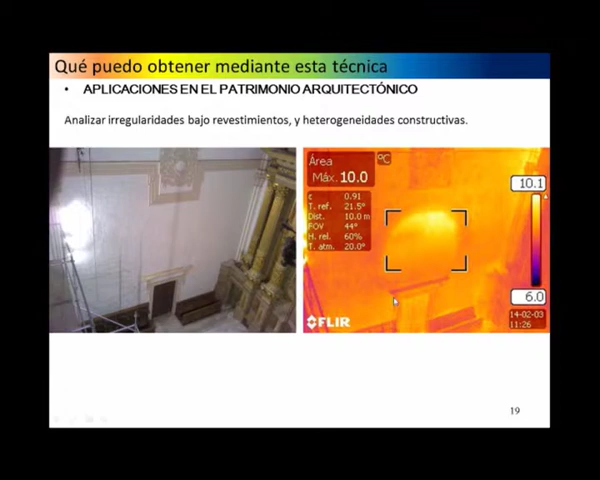 Qué puedo obtener mediante esta técnica
• APLICACIONES EN EL PATRIMONIO ARQUITECTÓNICO
Analizar irregularidades bajo revestimientos, y heterogeneidades constructivas.
Área
Máx. 10.0
°C
ε 0.91
T. ref. 21.5°
Dist. 10.0 m
FOV 44°
H. rel. 60%
T. atm. 20.0°
10.1
6.0
FLIR
14-02-03
11:26
19